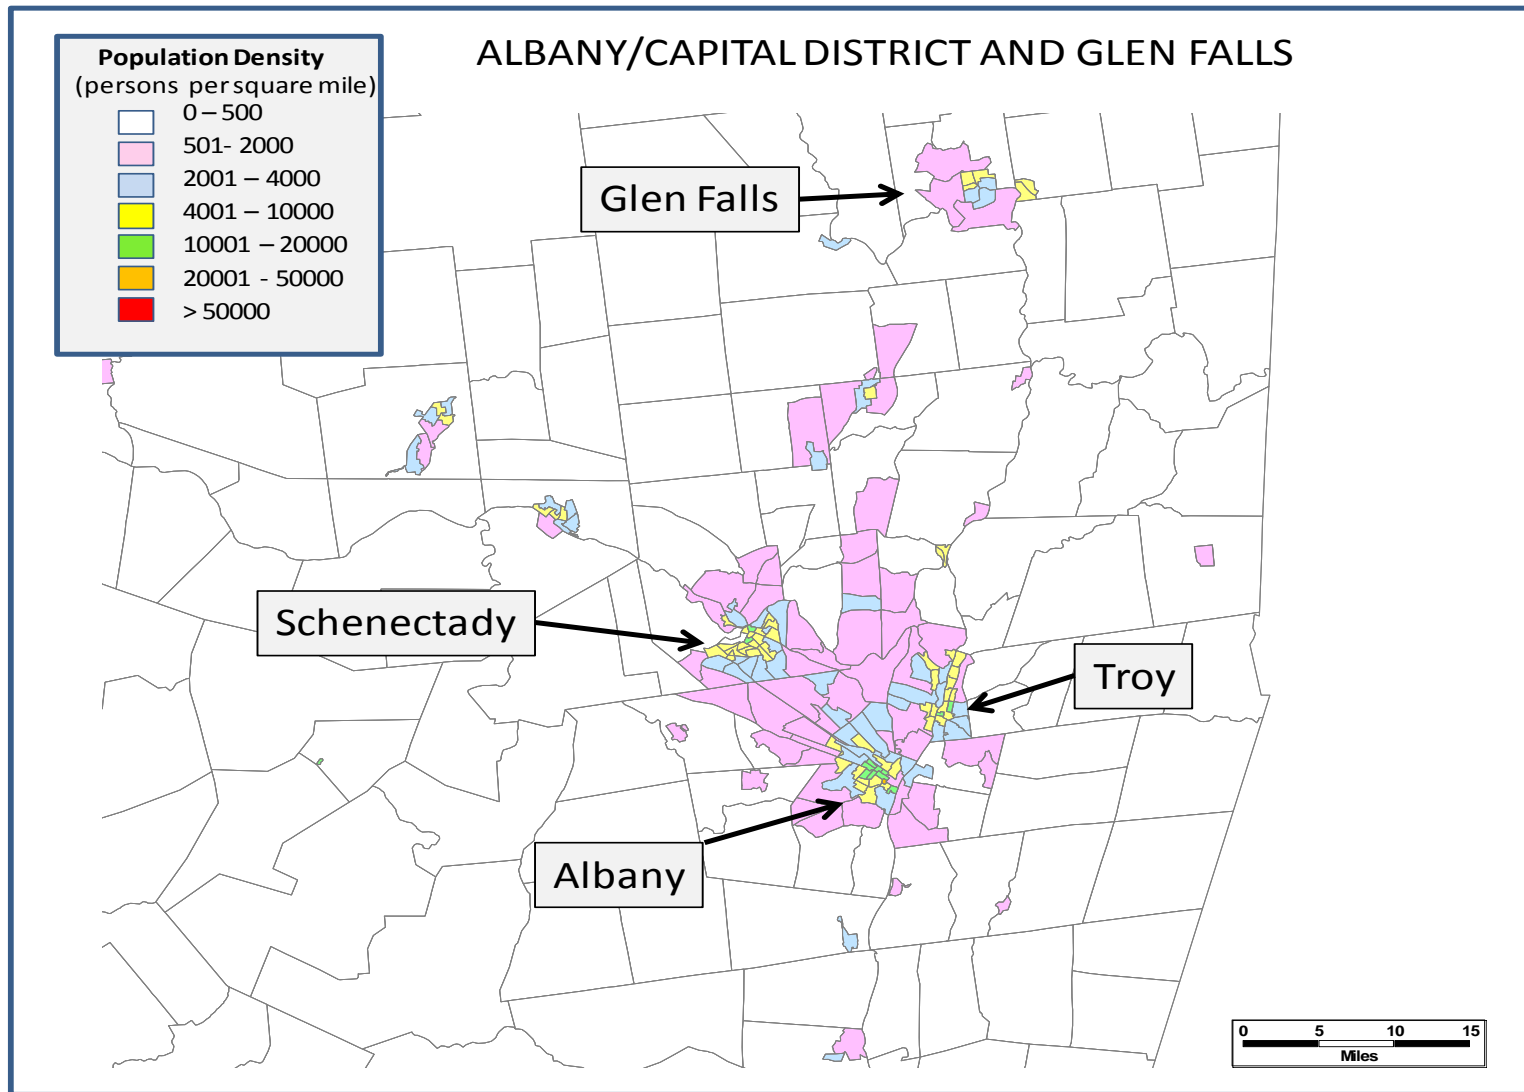 ALBANY/CAPITAL DISTRICT AND GLEN FALLS
Population Density
(persons per square mile)
0 – 500
501- 2000
2001 – 4000
4001 – 10000
10001 – 20000
20001 - 50000
> 50000
Glen Falls
Schenectady
Troy
Albany
0 5 10 15
Miles